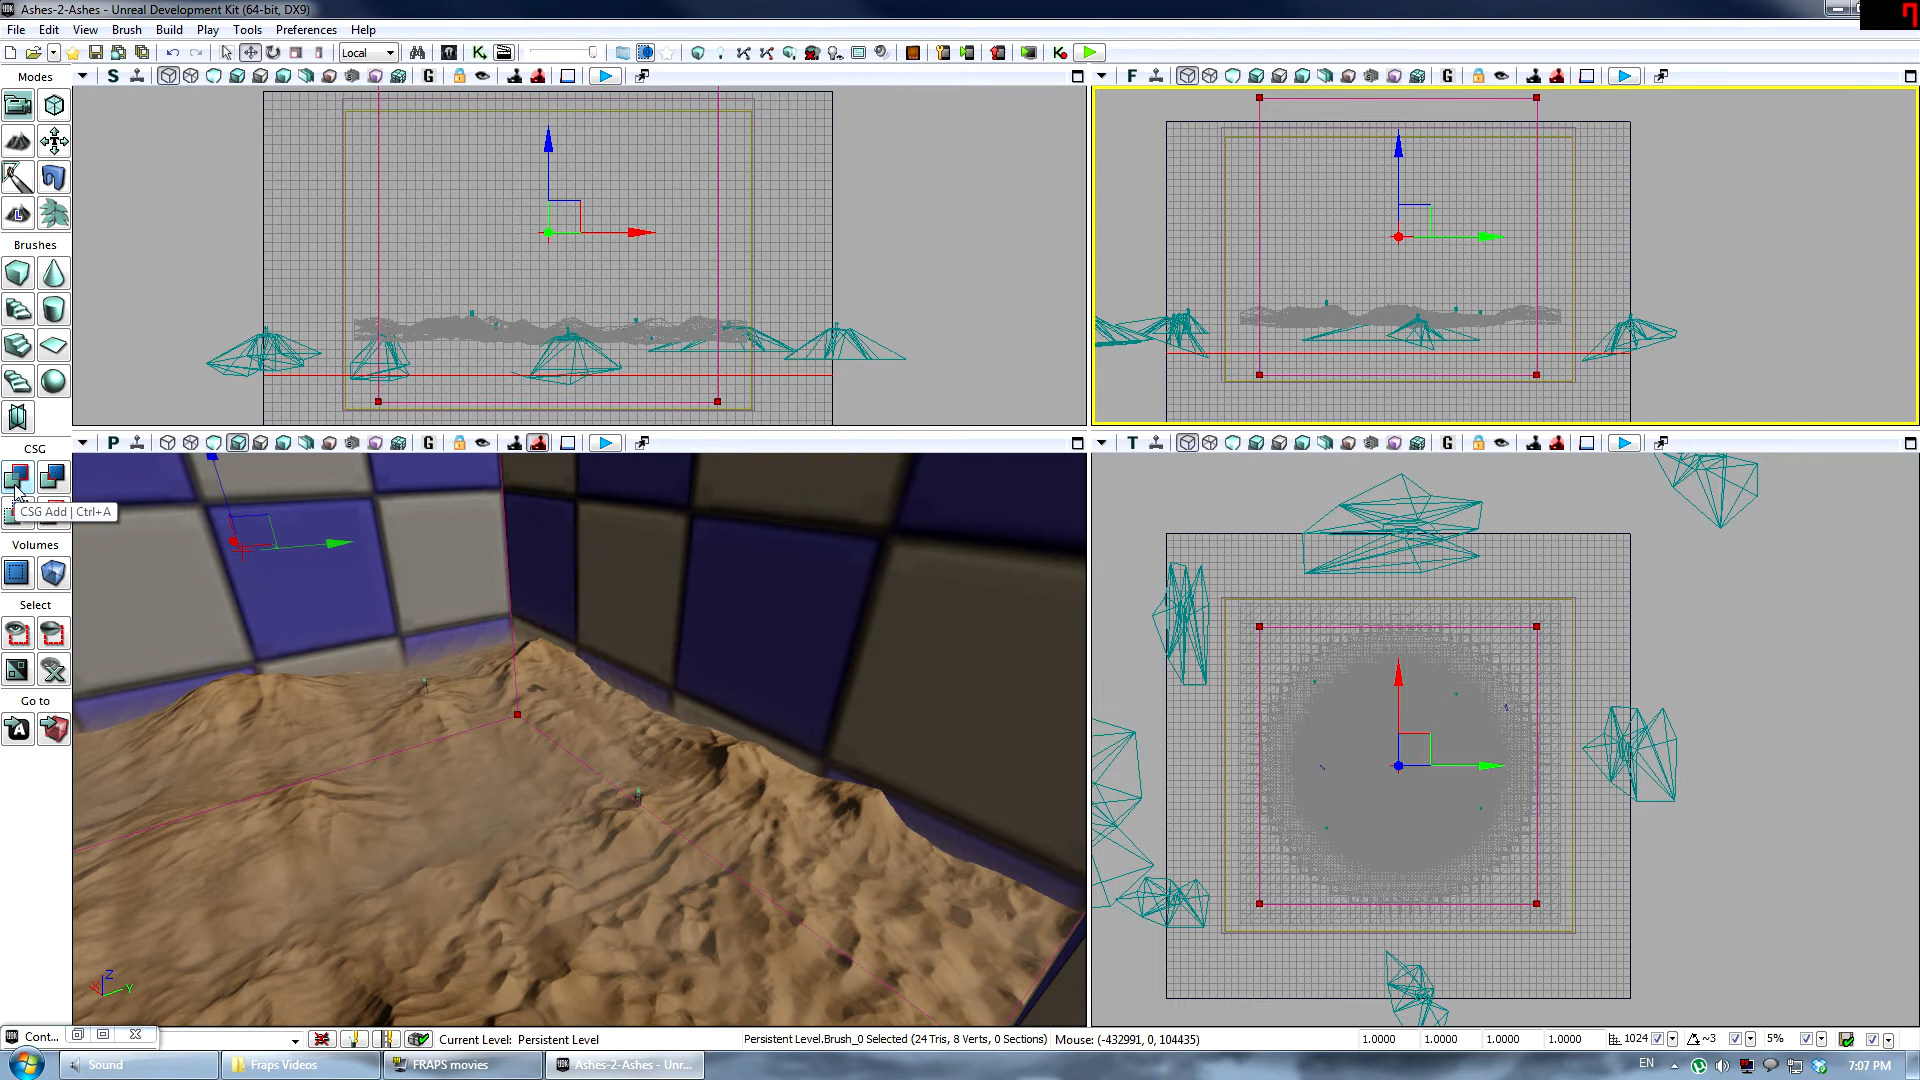 Ashes-2-Ashes - Unreal Development Kit (64-bit, DX9)
File Edit View Brush Build Play Tools Preferences Help
Local
Modes
S G
F G
Brushes
CSG
P G
T G
CSG Add | Ctrl+A
Volumes
Select
Go to
A
Z
X Y
Cont...
Current Level: Persistent Level
Persistent Level.Brush_0 Selected (24 Tris, 8 Verts, 0 Sections)
Mouse: (-432991, 0, 104435)
1.0000 1.0000 1.0000 1.0000
1024
~3
5%
Sound
Fraps Videos
FRAPS movies
Ashes-2-Ashes - Unr...
EN
7:07 PM